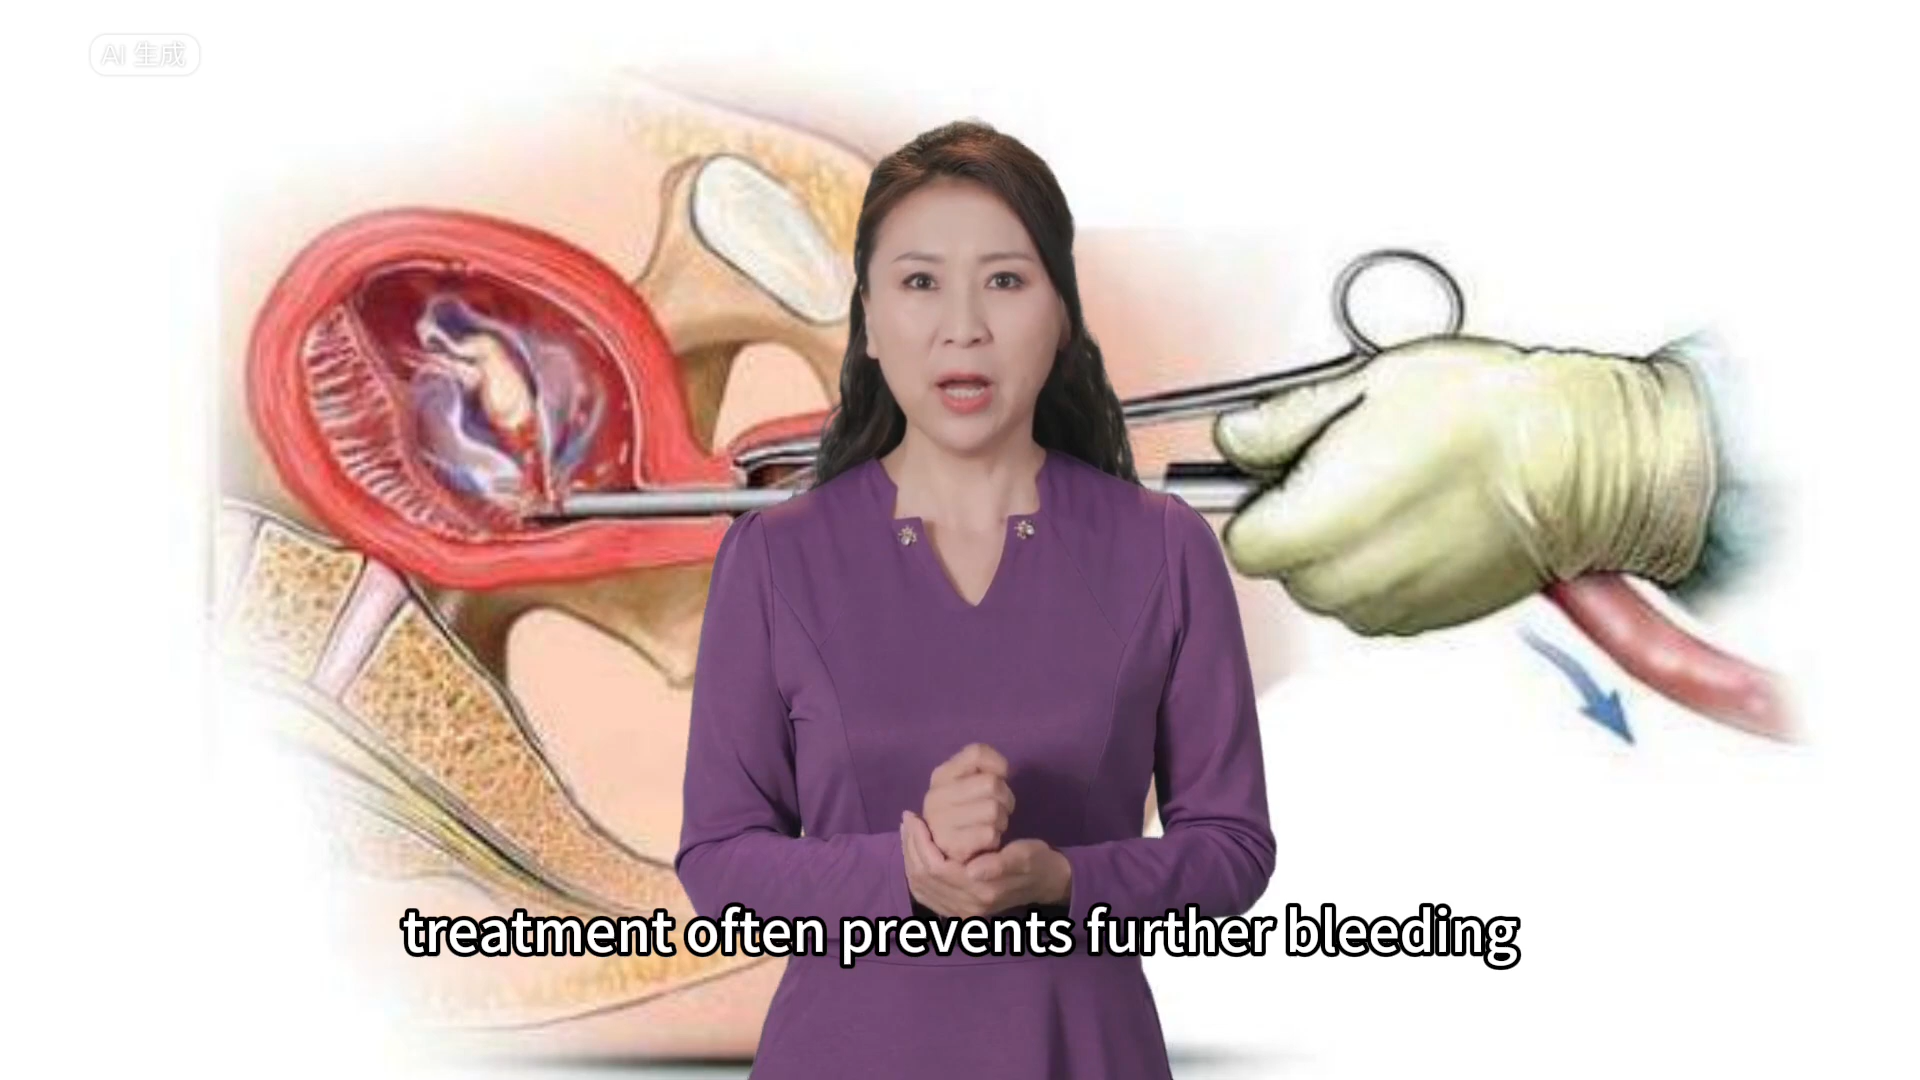 AI 生成
treatment often prevents further bleeding